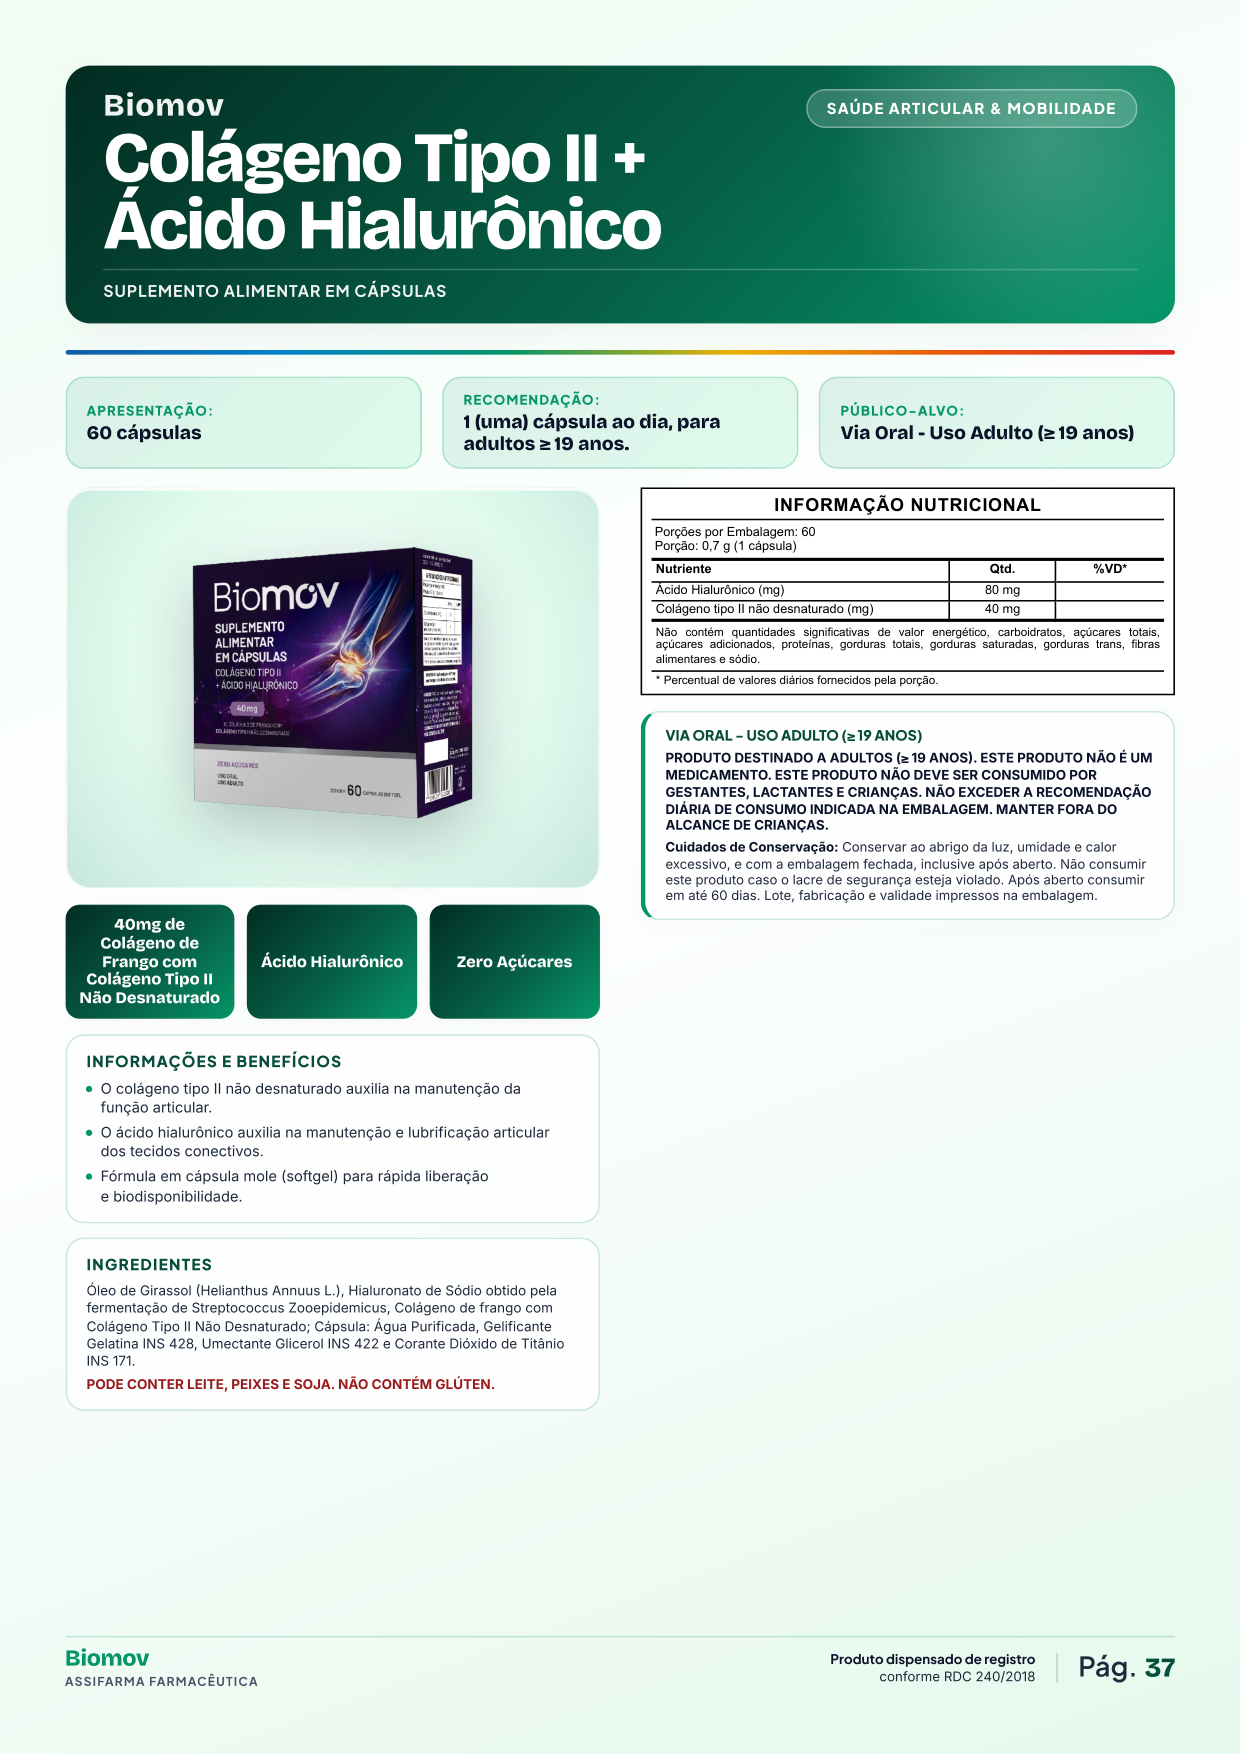 Biomov
SAÚDE ARTICULAR & MOBILIDADE
Colágeno Tipo II +
Ácido Hialurônico
SUPLEMENTO ALIMENTAR EM CÁPSULAS
APRESENTAÇÃO:
60 cápsulas
RECOMENDAÇÃO:
1 (uma) cápsula ao dia, para
adultos ≥ 19 anos.
PÚBLICO-ALVO:
Via Oral - Uso Adulto (≥ 19 anos)
Biomov
SUPLEMENTO
ALIMENTAR
EM CÁPSULAS
COLÁGENO TIPO II
+ ÁCIDO HIALURÔNICO
40mg
DE COLÁGENO DE FRANGO COM
COLÁGENO TIPO II NÃO DESNATURADO
ZERO AÇÚCARES
USO ORAL
USO ADULTO
60
40mg de
Colágeno de
Frango com
Colágeno Tipo II
Não Desnaturado
Ácido Hialurônico
Zero Açúcares
INFORMAÇÕES E BENEFÍCIOS
• O colágeno tipo II não desnaturado auxilia na manutenção da
função articular.
• O ácido hialurônico auxilia na manutenção e lubrificação articular
dos tecidos conectivos.
• Fórmula em cápsula mole (softgel) para rápida liberação
e biodisponibilidade.
INGREDIENTES
Óleo de Girassol (Helianthus Annuus L.), Hialuronato de Sódio obtido pela
fermentação de Streptococcus Zooepidemicus, Colágeno de frango com
Colágeno Tipo II Não Desnaturado; Cápsula: Água Purificada, Gelificante
Gelatina INS 428, Umectante Glicerol INS 422 e Corante Dióxido de Titânio
INS 171.
PODE CONTER LEITE, PEIXES E SOJA. NÃO CONTÉM GLÚTEN.
INFORMAÇÃO NUTRICIONAL
Porções por Embalagem: 60
Porção: 0,7 g (1 cápsula)
Nutriente Qtd. %VD*
Ácido Hialurônico (mg) 80 mg
Colágeno tipo II não desnaturado (mg) 40 mg
Não contém quantidades significativas de valor energético, carboidratos, açúcares totais,
açúcares adicionados, proteínas, gorduras totais, gorduras saturadas, gorduras trans, fibras
alimentares e sódio.
* Percentual de valores diários fornecidos pela porção.
VIA ORAL – USO ADULTO (≥ 19 ANOS)
PRODUTO DESTINADO A ADULTOS (≥ 19 ANOS). ESTE PRODUTO NÃO É UM
MEDICAMENTO. ESTE PRODUTO NÃO DEVE SER CONSUMIDO POR
GESTANTES, LACTANTES E CRIANÇAS. NÃO EXCEDER A RECOMENDAÇÃO
DIÁRIA DE CONSUMO INDICADA NA EMBALAGEM. MANTER FORA DO
ALCANCE DE CRIANÇAS.
Cuidados de Conservação: Conservar ao abrigo da luz, umidade e calor
excessivo, e com a embalagem fechada, inclusive após aberto. Não consumir
este produto caso o lacre de segurança esteja violado. Após aberto consumir
em até 60 dias. Lote, fabricação e validade impressos na embalagem.
Biomov
ASSIFARMA FARMACÊUTICA
Produto dispensado de registro
conforme RDC 240/2018
Pág. 37